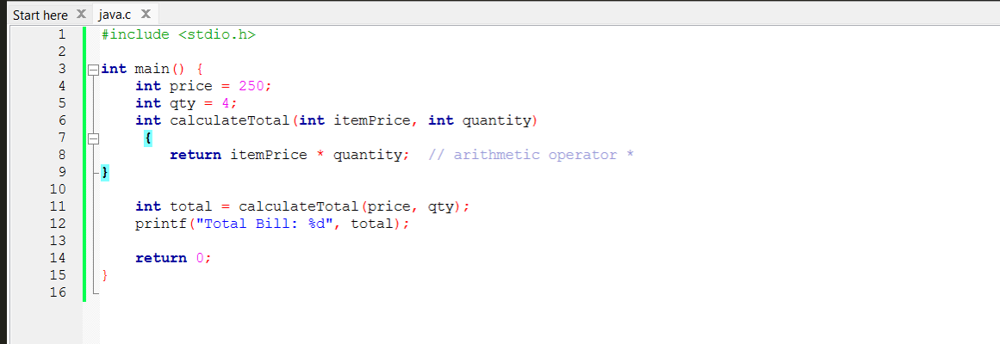 Start here X java.c X
1 #include <stdio.h>
2
3 int main() {
4     int price = 250;
5     int qty = 4;
6     int calculateTotal(int itemPrice, int quantity)
7      {
8         return itemPrice * quantity;  // arithmetic operator *
9 }
10
11     int total = calculateTotal(price, qty);
12     printf("Total Bill: %d", total);
13
14     return 0;
15 }
16